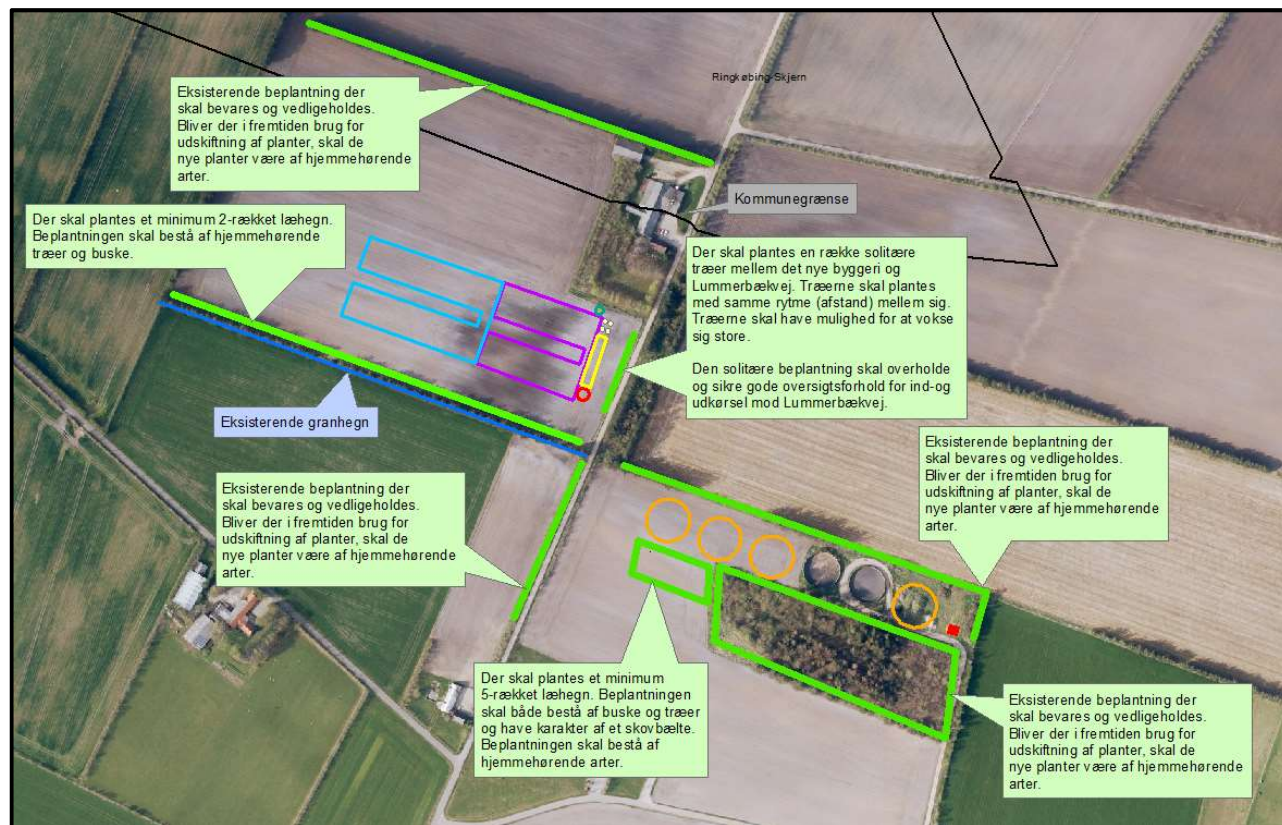 Ringkøbing-Skjern
Eksisterende beplantning der
skal bevares og vedligeholdes.
Bliver der i fremtiden brug for
udskiftning af planter, skal de
nye planter være af hjemmehørende
arter.
Kommunegrænse
Der skal plantes et minimum 2-rækket læhegn.
Beplantningen skal bestå af hjemmehørende
træer og buske.
Der skal plantes en række solitære
træer mellem det nye byggeri og
Lummerbækvej. Træerne skal plantes
med samme rytme (afstand) mellem sig.
Træerne skal have mulighed for at vokse
sig store.
Den solitære beplantning skal overholde
og sikre gode oversigtsforhold for ind-og
udkørsel mod Lummerbækvej.
Eksisterende granhegn
Eksisterende beplantning der
skal bevares og vedligeholdes.
Bliver der i fremtiden brug for
udskiftning af planter, skal de
nye planter være af hjemmehørende
arter.
Eksisterende beplantning der
skal bevares og vedligeholdes.
Bliver der i fremtiden brug for
udskiftning af planter, skal de
nye planter være af hjemmehørende
arter.
Der skal plantes et minimum
5-rækket læhegn. Beplantningen
skal både bestå af buske og træer
og have karakter af et skovbælte.
Beplantningen skal bestå af
hjemmehørende arter.
Eksisterende beplantning der
skal bevares og vedligeholdes.
Bliver der i fremtiden brug for
udskiftning af planter, skal de
nye planter være af hjemmehørende
arter.